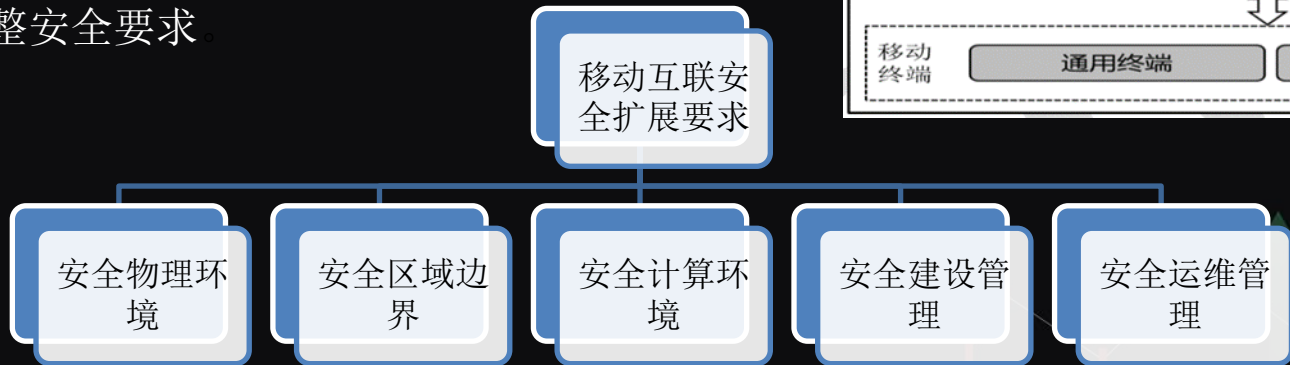 整安全要求。
移动
终端
通用终端
移动互联安
全扩展要求
安全物理环
境
安全区域边
界
安全计算环
境
安全建设管
理
安全运维管
理